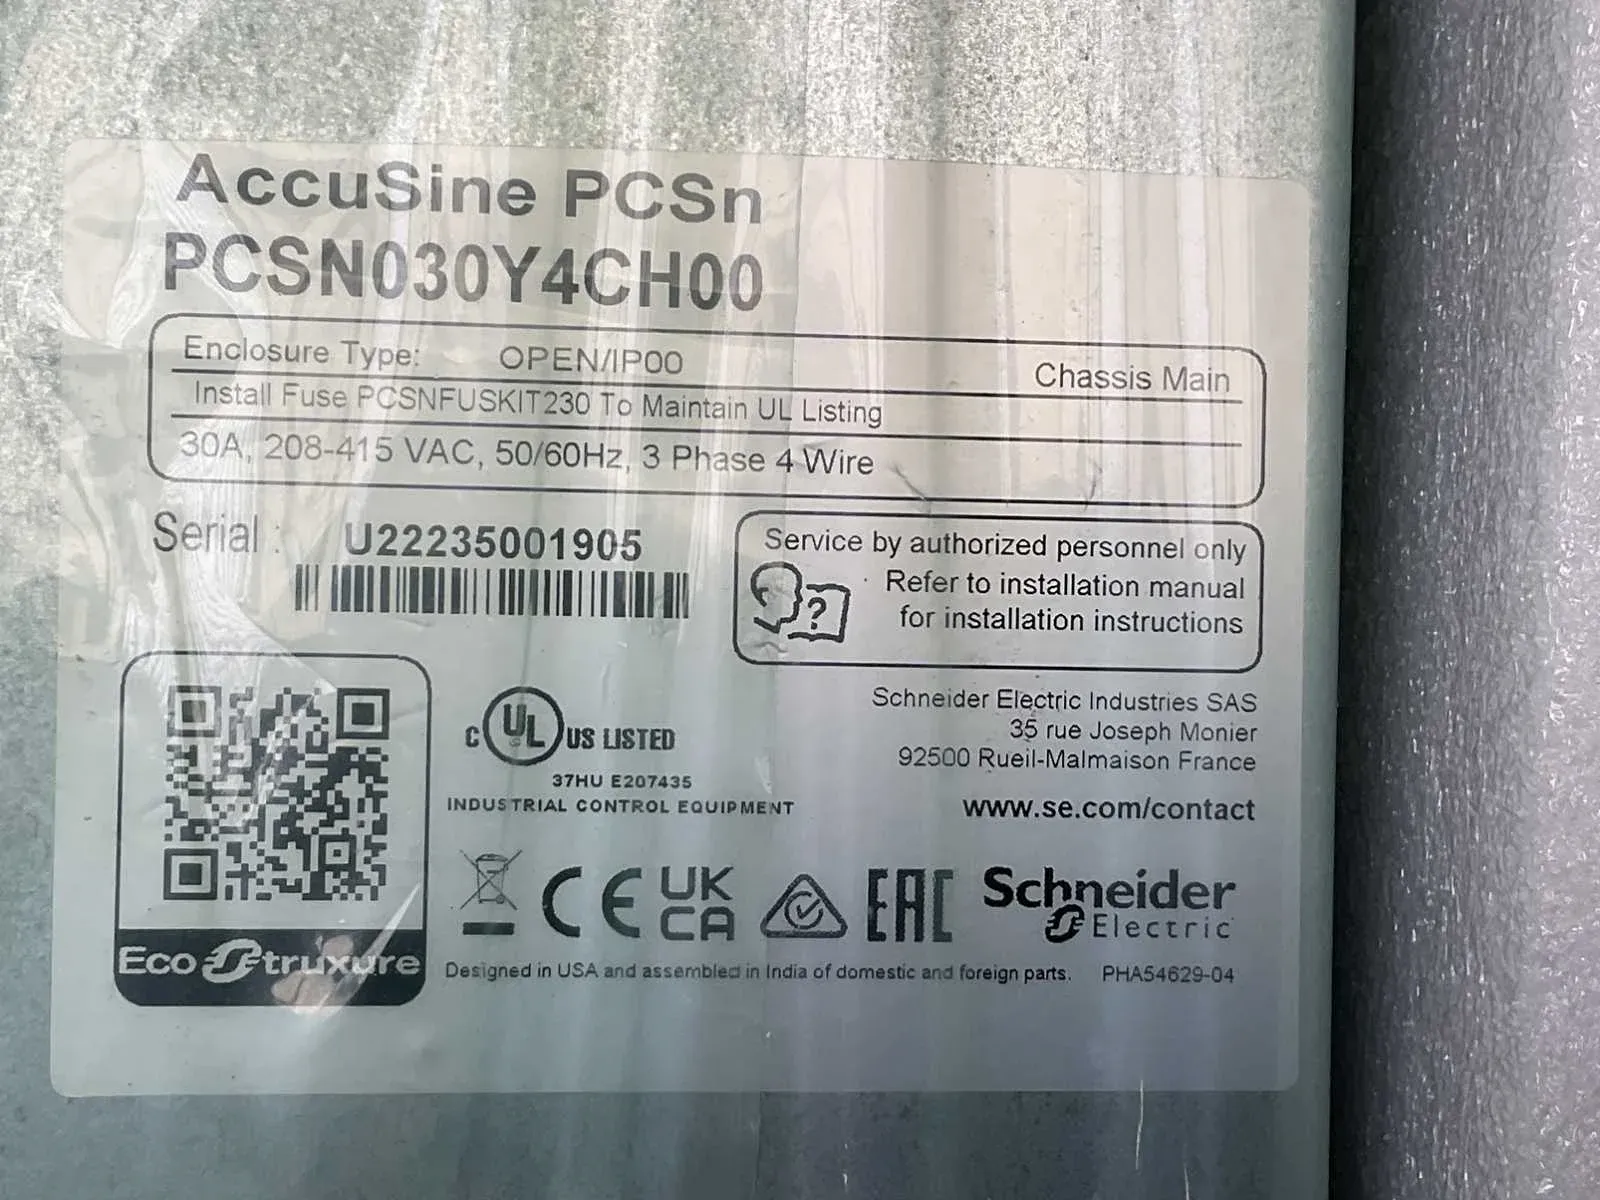 AccuSine PCSn
PCSN030Y4CH00
Enclosure Type: OPEN/IP00 Chassis Main
Install Fuse PCSNFUSKIT230 To Maintain UL Listing
30A, 208-415 VAC, 50/60Hz, 3 Phase 4 Wire
Serial : U22235001905
Service by authorized personnel only
Refer to installation manual
for installation instructions
?
C UL US LISTED
37HU E207435
INDUSTRIAL CONTROL EQUIPMENT
Schneider Electric Industries SAS
35 rue Joseph Monier
92500 Rueil-Malmaison France
www.se.com/contact
CE UK CA EAC
Schneider
Electric
EcoStruxure
Designed in USA and assembled in India of domestic and foreign parts. PHA54629-04